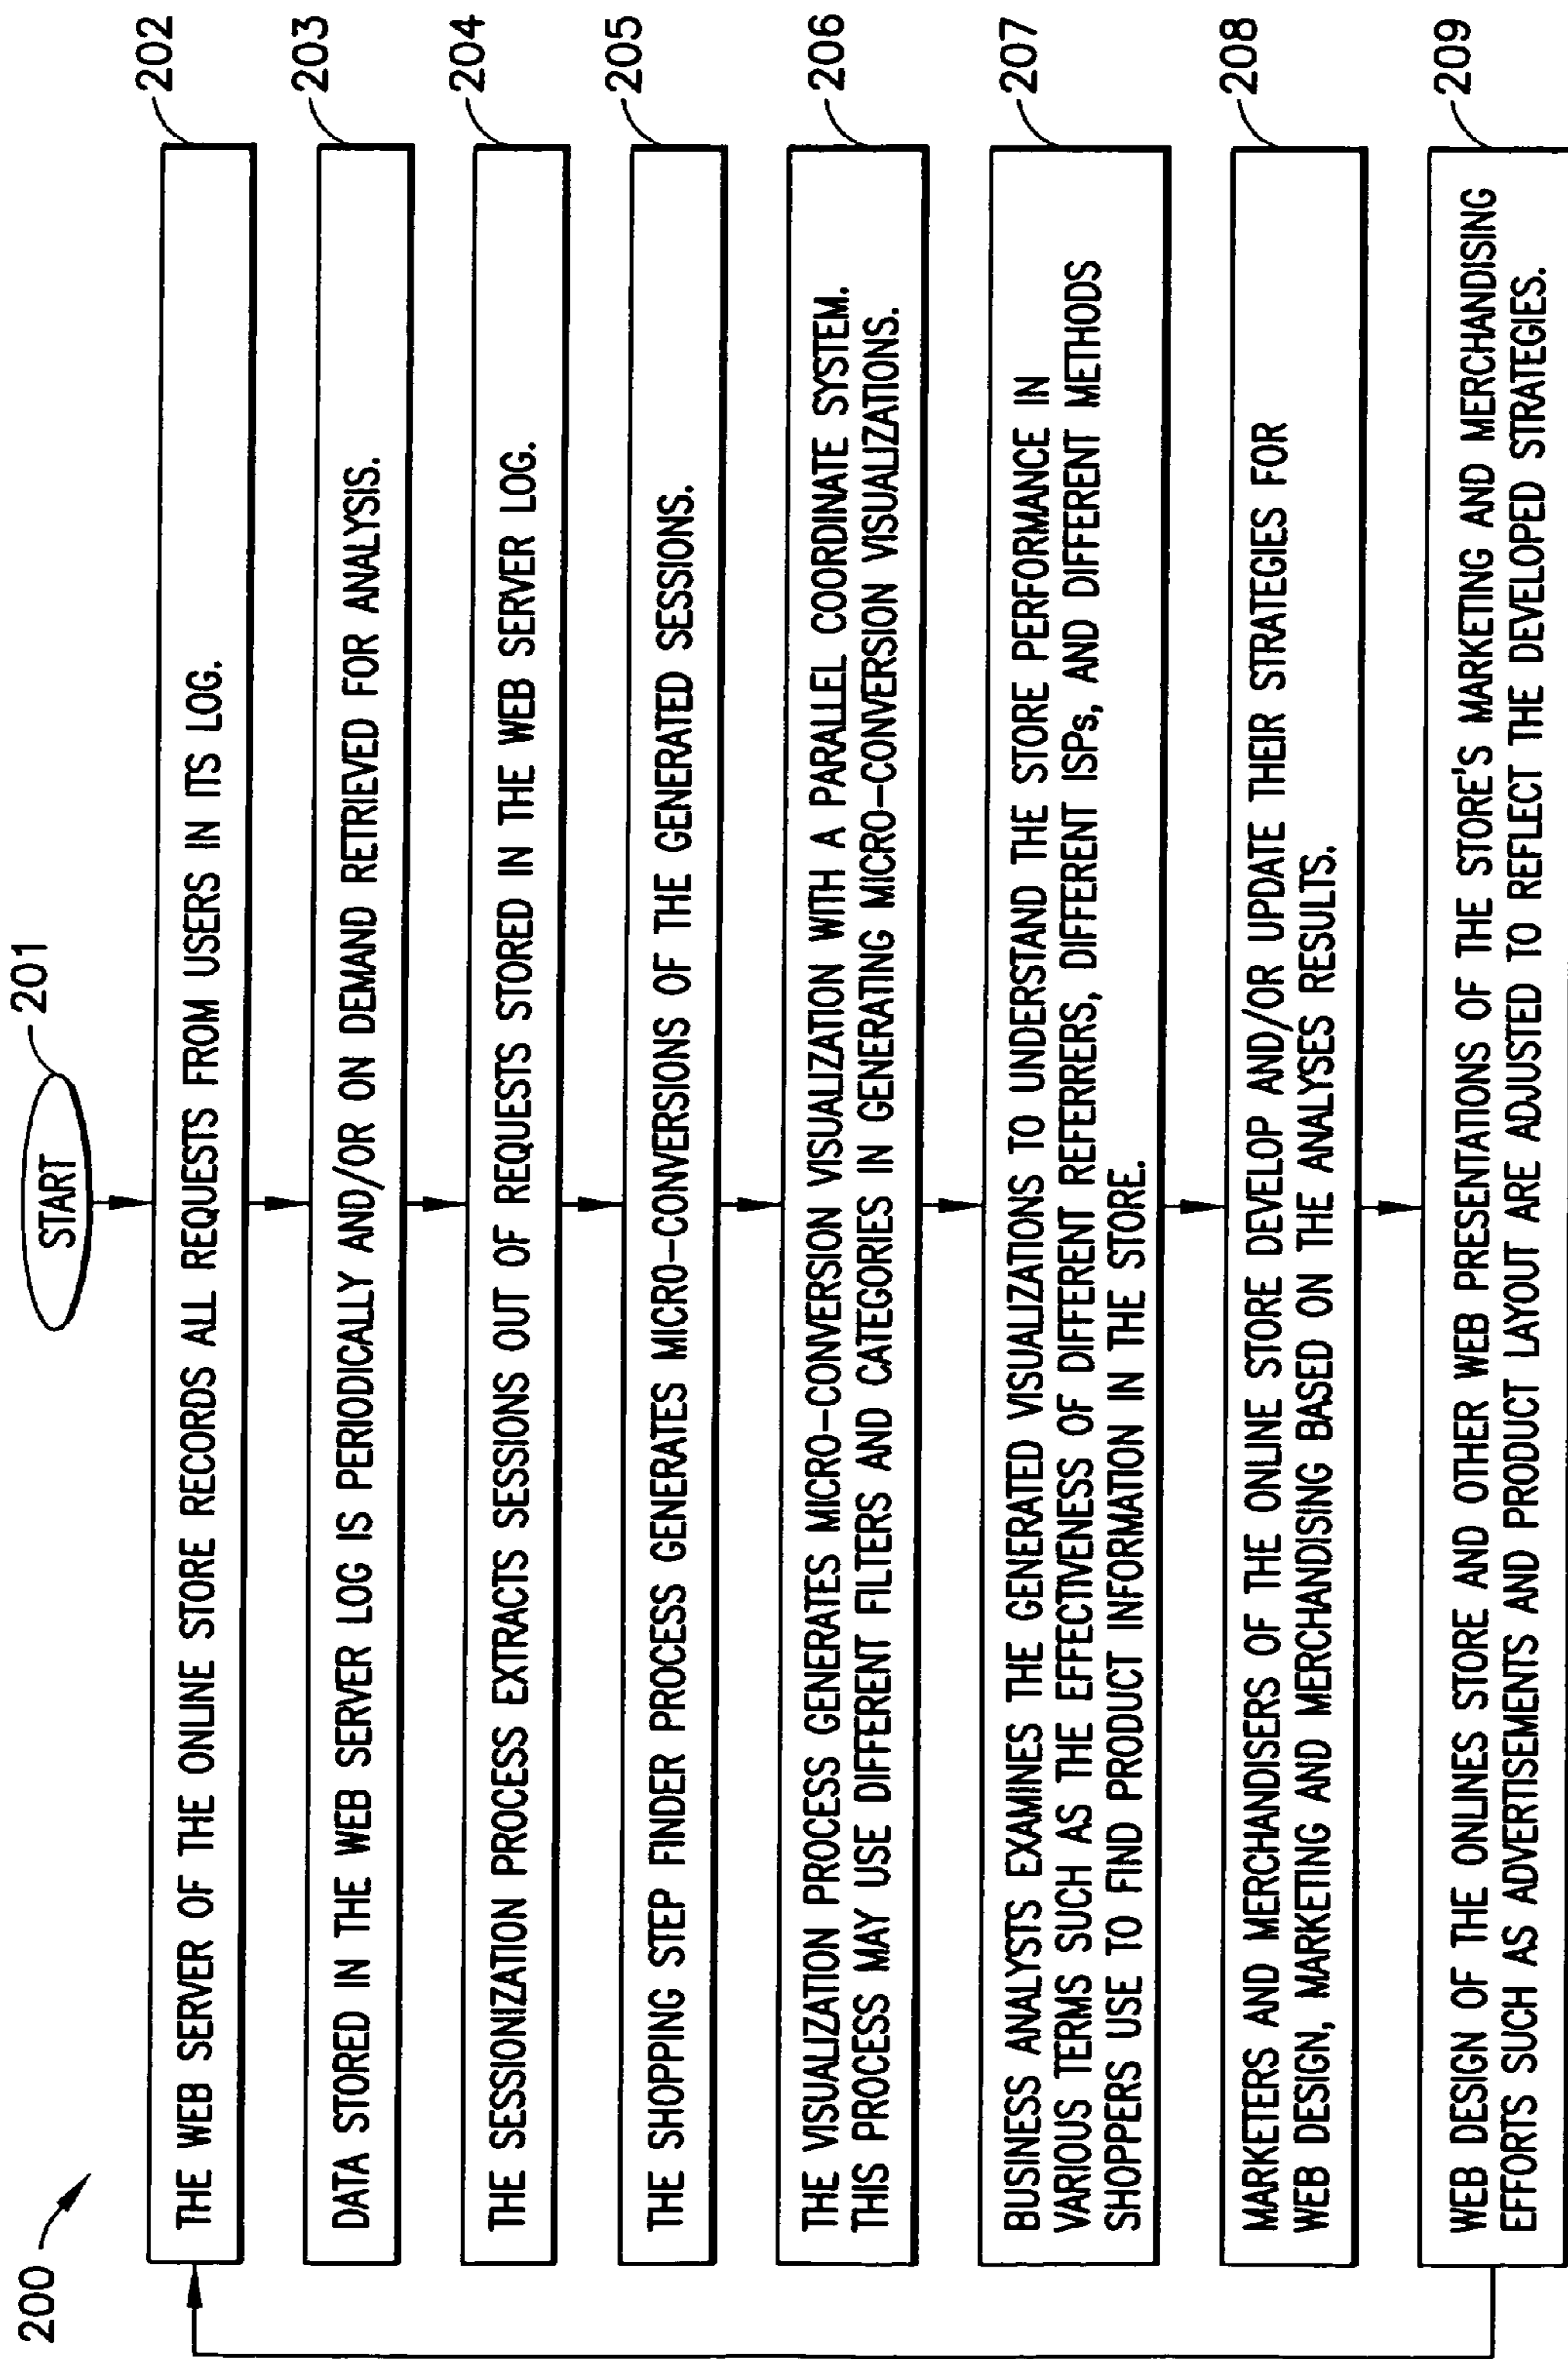 200
START
201
THE WEB SERVER OF THE ONLINE STORE RECORDS ALL REQUESTS FROM USERS IN ITS LOG.
202
DATA STORED IN THE WEB SERVER LOG IS PERIODICALLY AND/OR ON DEMAND RETRIEVED FOR ANALYSIS.
203
THE SESSIONIZATION PROCESS EXTRACTS SESSIONS OUT OF REQUESTS STORED IN THE WEB SERVER LOG.
204
THE SHOPPING STEP FINDER PROCESS GENERATES MICRO-CONVERSIONS OF THE GENERATED SESSIONS.
205
THE VISUALIZATION PROCESS GENERATES MICRO-CONVERSION VISUALIZATION WITH A PARALLEL COORDINATE SYSTEM.
THIS PROCESS MAY USE DIFFERENT FILTERS AND CATEGORIES IN GENERATING MICRO-CONVERSION VISUALIZATIONS.
206
BUSINESS ANALYSTS EXAMINES THE GENERATED VISUALIZATIONS TO UNDERSTAND THE STORE PERFORMANCE IN
VARIOUS TERMS SUCH AS THE EFFECTIVENESS OF DIFFERENT REFERRERS, DIFFERENT ISPs, AND DIFFERENT METHODS
SHOPPERS USE TO FIND PRODUCT INFORMATION IN THE STORE.
207
MARKETERS AND MERCHANDISERS OF THE ONLINE STORE DEVELOP AND/OR UPDATE THEIR STRATEGIES FOR
WEB DESIGN, MARKETING AND MERCHANDISING BASED ON THE ANALYSES RESULTS.
208
WEB DESIGN OF THE ONLINES STORE AND OTHER WEB PRESENTATIONS OF THE STORE'S MARKETING AND MERCHANDISING
EFFORTS SUCH AS ADVERTISEMENTS AND PRODUCT LAYOUT ARE ADJUSTED TO REFLECT THE DEVELOPED STRATEGIES.
209